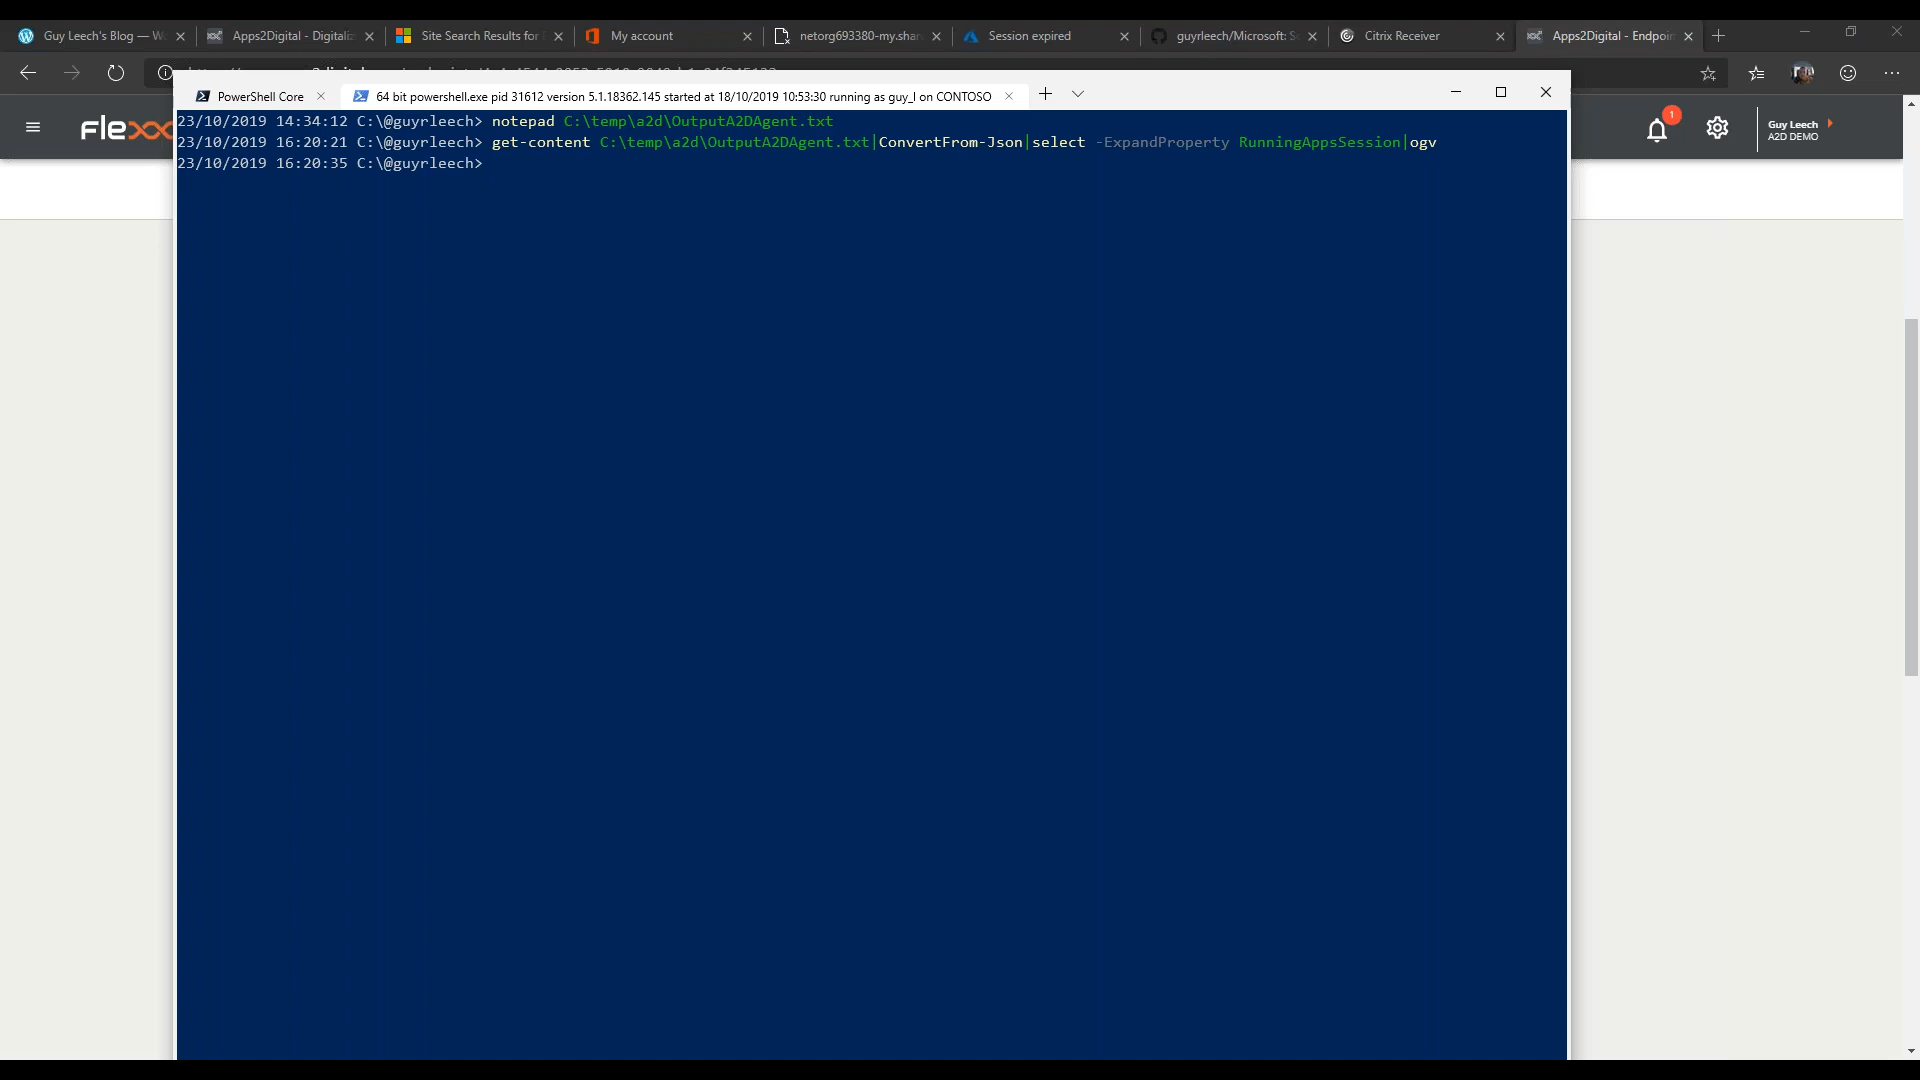 Guy Leech's Blog — W
Apps2Digital - Digitaliz
Site Search Results for
My account
netorg693380-my.shar
Session expired
guyrleech/Microsoft: Sc
Citrix Receiver
Apps2Digital - Endpoin
PowerShell Core
64 bit powershell.exe pid 31612 version 5.1.18362.145 started at 18/10/2019 10:53:30 running as guy_l on CONTOSO
flexx
1
Guy Leech
A2D DEMO
23/10/2019 14:34:12 C:\@guyrleech> notepad C:\temp\a2d\OutputA2DAgent.txt
23/10/2019 16:20:21 C:\@guyrleech> get-content C:\temp\a2d\OutputA2DAgent.txt|ConvertFrom-Json|select -ExpandProperty RunningAppsSession|ogv
23/10/2019 16:20:35 C:\@guyrleech>